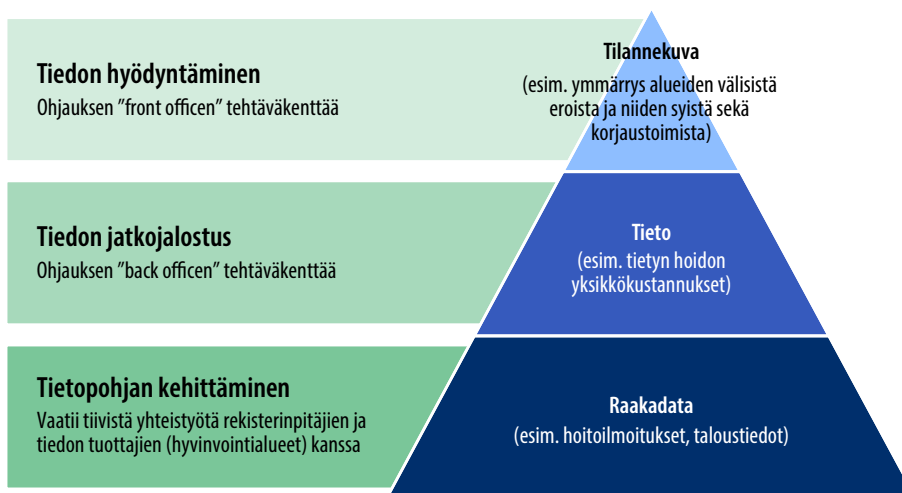 Tiedon hyödyntäminen
Ohjauksen ”front officen” tehtäväkenttää
Tilannekuva
(esim. ymmärrys alueiden välisistä
eroista ja niiden syistä sekä
korjaustoimista)
Tiedon jatkojalostus
Ohjauksen ”back officen” tehtäväkenttää
Tieto
(esim. tietyn hoidon
yksikkökustannukset)
Tietopohjan kehittäminen
Vaatii tiivistä yhteistyötä rekisterinpitäjien ja
tiedon tuottajien (hyvinvointialueet) kanssa
Raakadata
(esim. hoitoilmoitukset, taloustiedot)